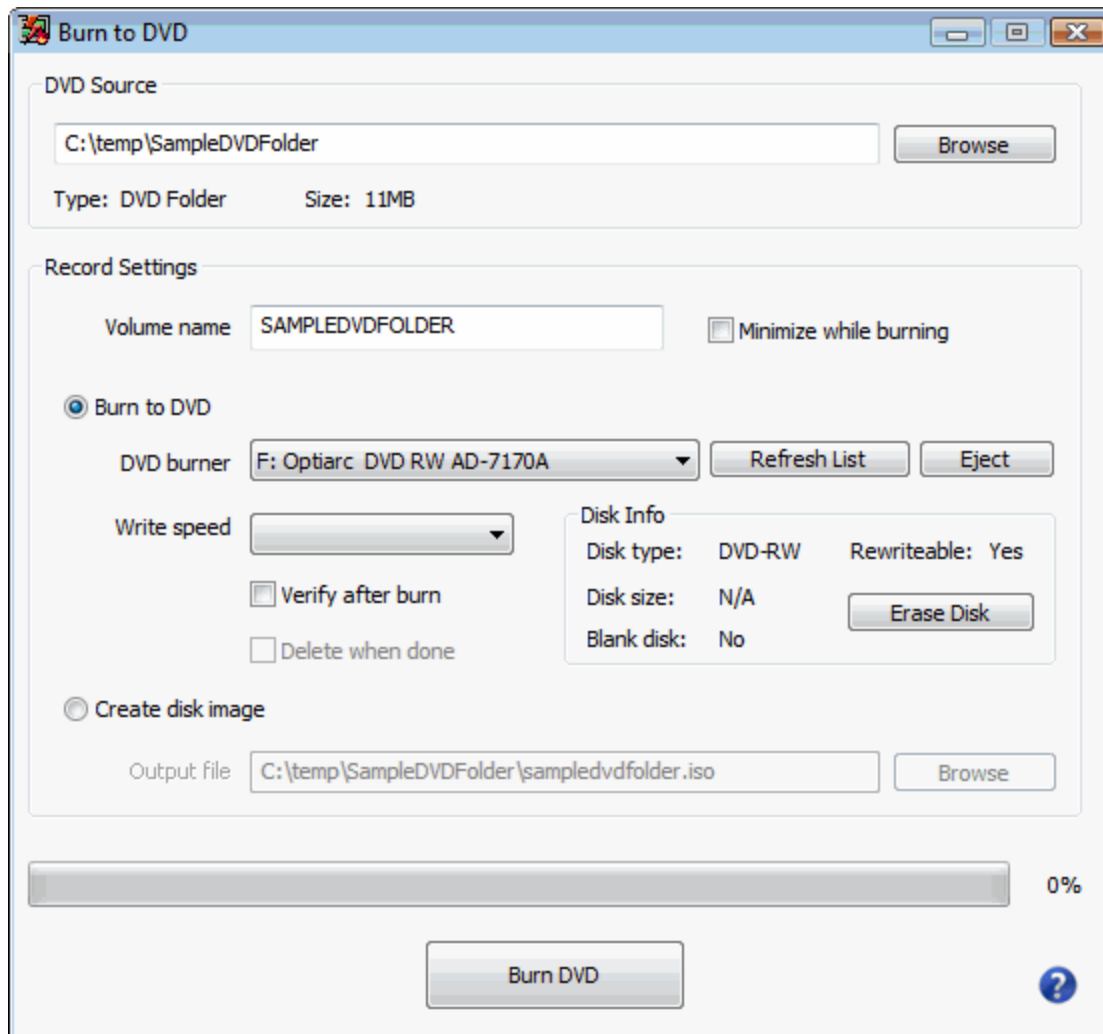 Burn to DVD
DVD Source
C:\temp\SampleDVDFolder Browse
Type: DVD Folder Size: 11MB
Record Settings
Volume name SAMPLEDVDFOLDER Minimize while burning
Burn to DVD
DVD burner F: Optiarc DVD RW AD-7170A Refresh List Eject
Write speed
Disk Info
Disk type: DVD-RW Rewriteable: Yes
Verify after burn
Disk size: N/A Erase Disk
Blank disk: No
Delete when done
Create disk image
Output file C:\temp\SampleDVDFolder\sampledvdfolder.iso Browse
0%
Burn DVD
?